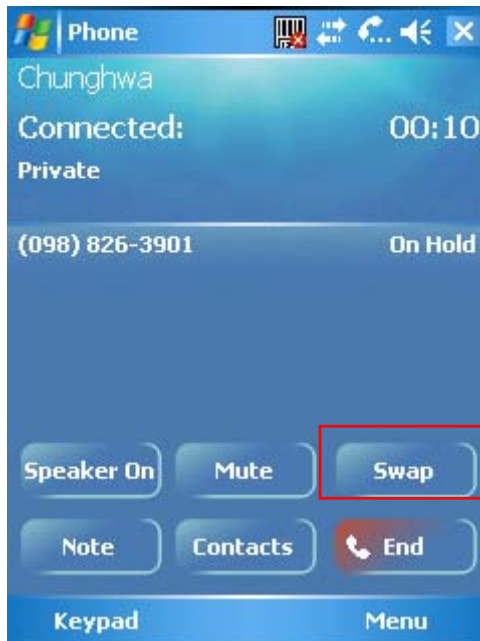 Phone
Chunghwa
Connected: 00:10
Private
(098) 826-3901 On Hold
Speaker On Mute Swap
Note Contacts End
Keypad Menu